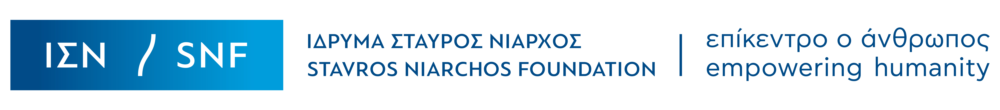 ΙΣΝ / SNF
ΙΔΡΥΜΑ ΣΤΑΥΡΟΣ ΝΙΑΡΧΟΣ
STAVROS NIARCHOS FOUNDATION
επίκεντρο ο άνθρωπος
empowering humanity